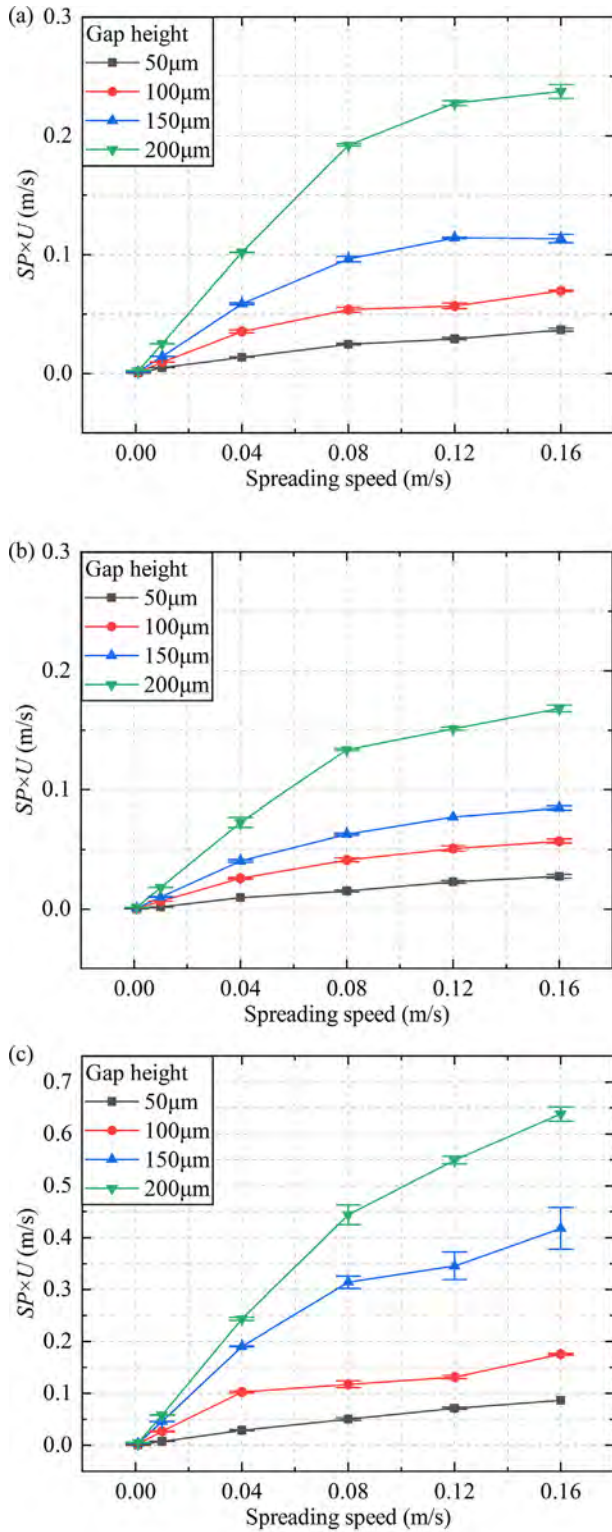 (a)
Gap height
50μm
100μm
150μm
200μm
0.3
0.2
0.1
0.0
SP×U (m/s)
0.00 0.04 0.08 0.12 0.16
Spreading speed (m/s)
(b)
Gap height
50μm
100μm
150μm
200μm
0.3
0.2
0.1
0.0
SP×U (m/s)
0.00 0.04 0.08 0.12 0.16
Spreading speed (m/s)
(c)
Gap height
50μm
100μm
150μm
200μm
0.7
0.6
0.5
0.4
0.3
0.2
0.1
0.0
SP×U (m/s)
0.00 0.04 0.08 0.12 0.16
Spreading speed (m/s)